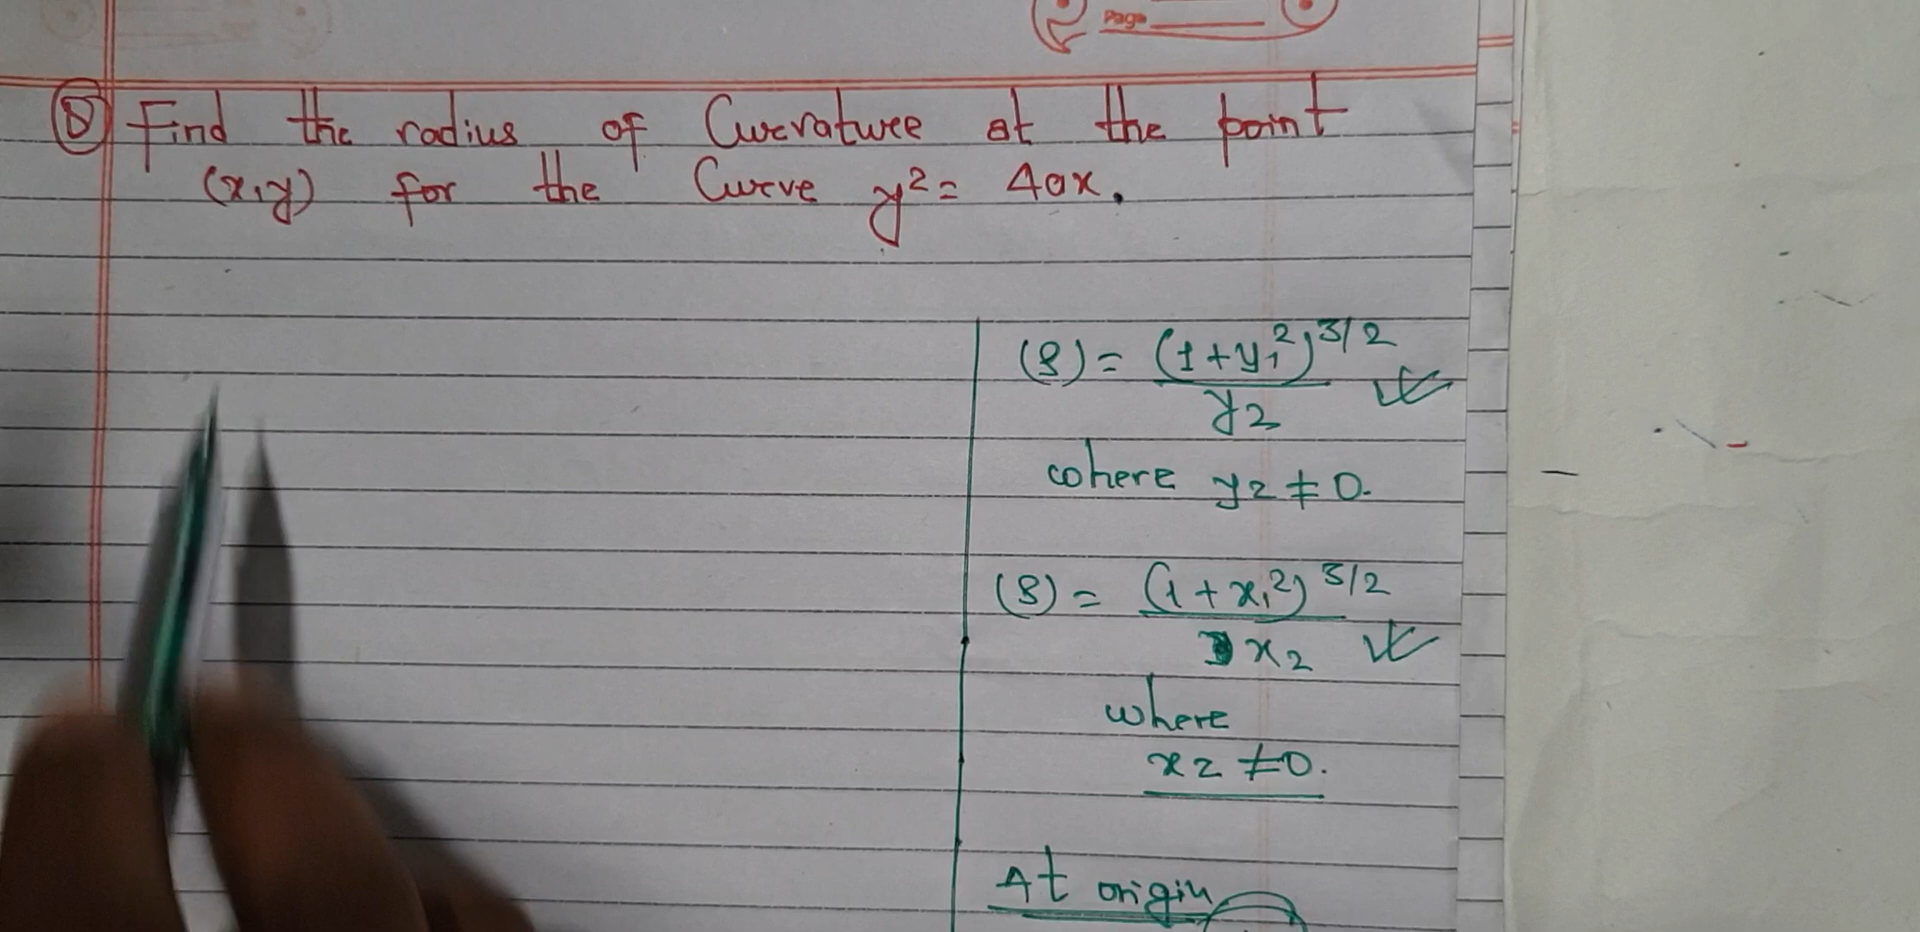 Page
⑧ Find the radius of Curvature at the point
(x,y) for the Curve y² = 4ax.
(ρ) = (1+y₁²)^3/2
y₂
where y₂ ≠ 0.
(ρ) = (1+x₁²)^3/2
x₂
where
x₂ ≠ 0.
At origin